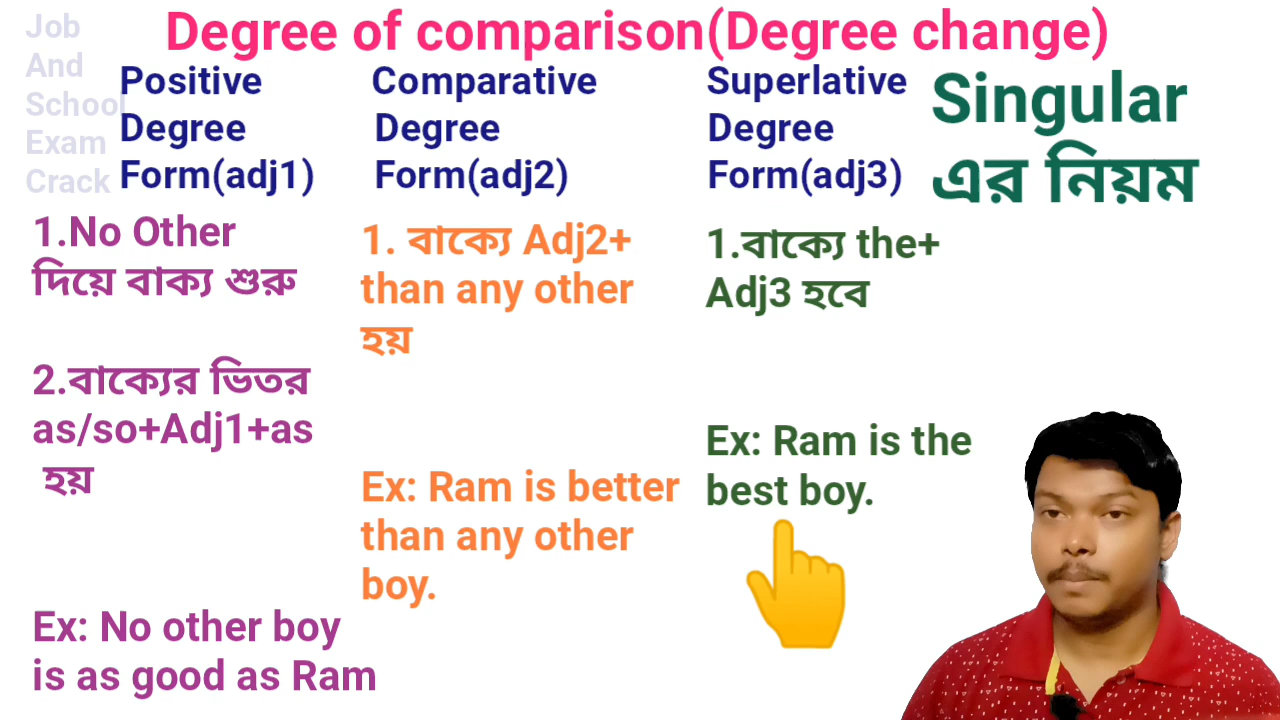 Degree of comparison(Degree change)
Job
And
School
Exam
Crack
Positive
Degree
Form(adj1)
Comparative
Degree
Form(adj2)
Superlative
Degree
Form(adj3)
Singular
এর নিয়ম
1.No Other
দিয়ে বাক্য শুরু
2.বাক্যের ভিতর
as/so+Adj1+as
হয়
Ex: No other boy
is as good as Ram
1. বাক্যে Adj2+
than any other
হয়
Ex: Ram is better
than any other
boy.
1.বাক্যে the+
Adj3 হবে
Ex: Ram is the
best boy.